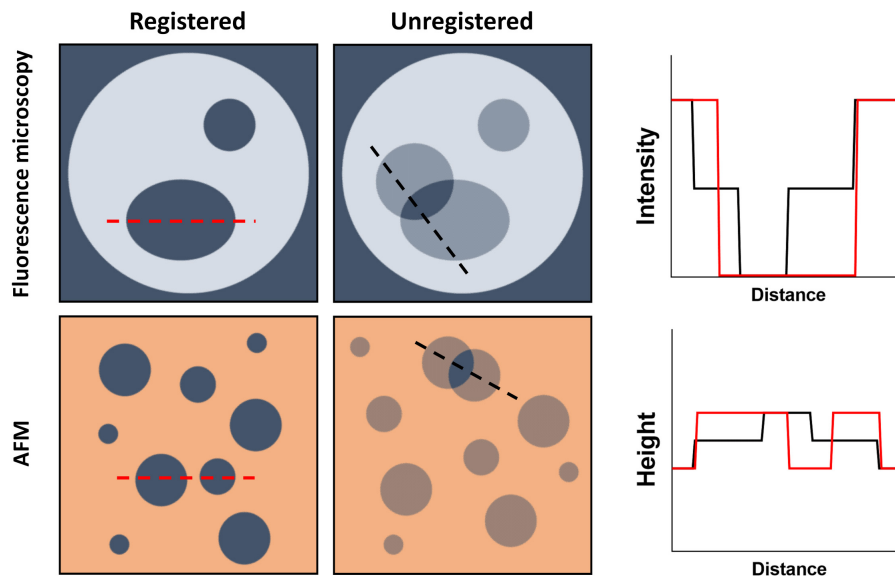 Registered
Unregistered
Fluorescence microscopy
Intensity
Distance
AFM
Height
Distance